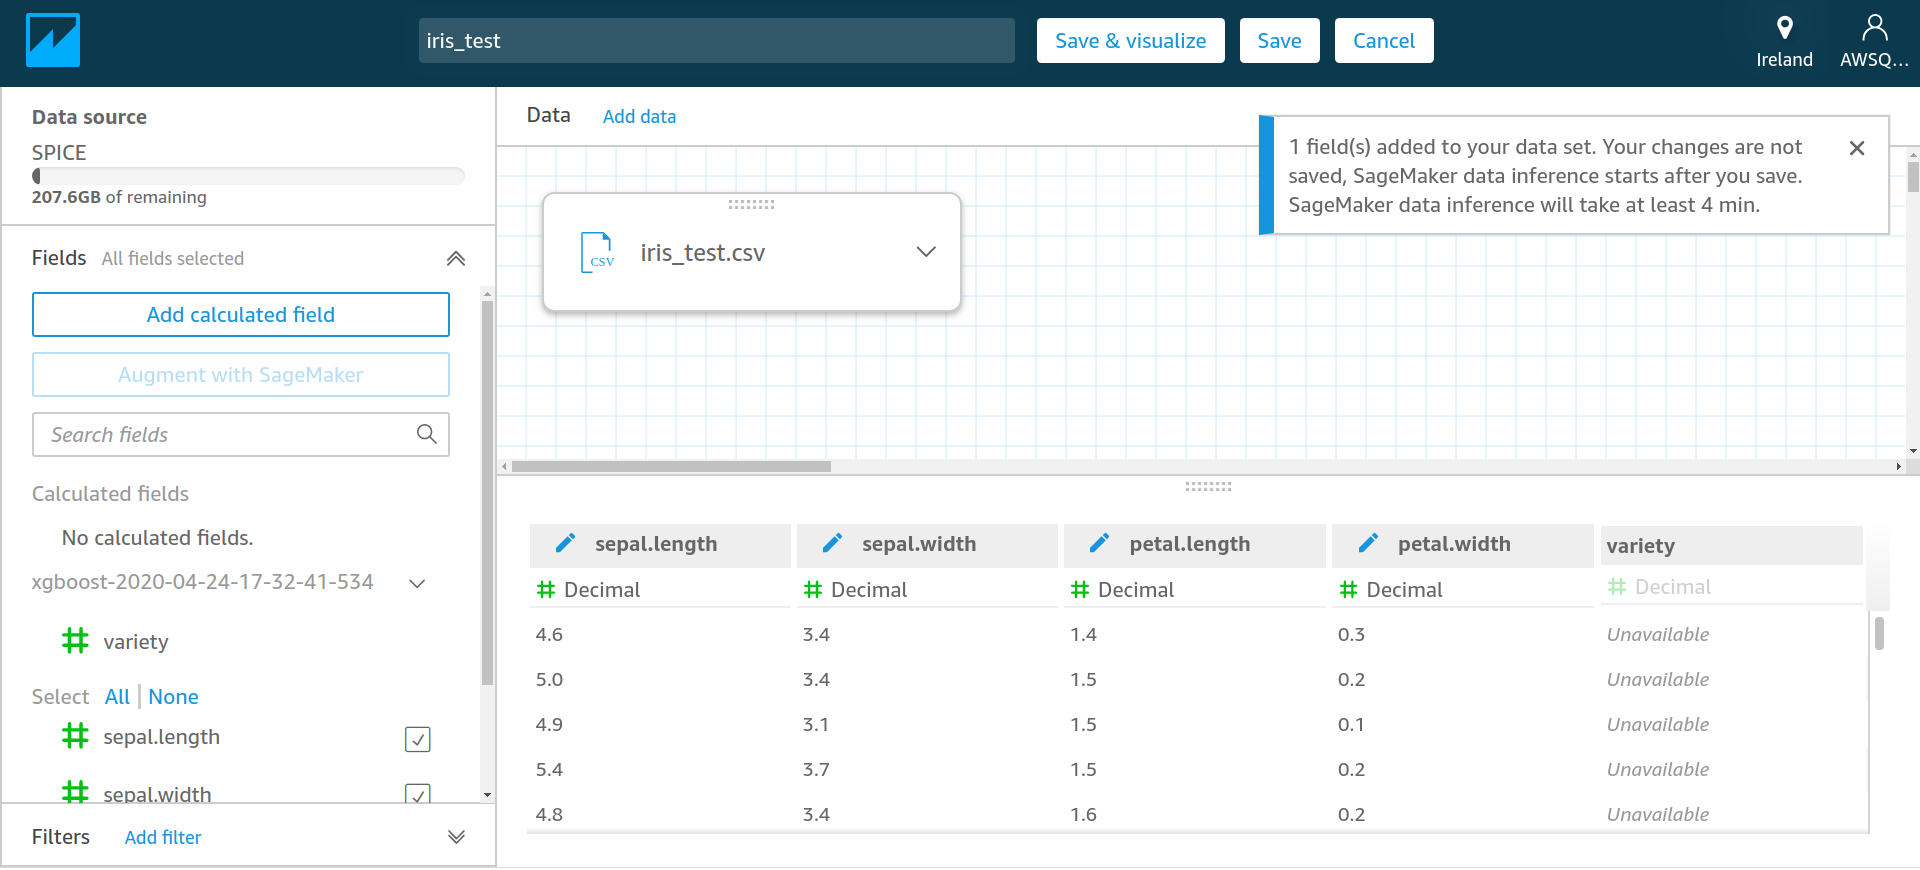 iris_test
Save & visualize
Save
Cancel
Ireland
AWSQ...
Data source
SPICE
207.6GB of remaining
Fields All fields selected
Add calculated field
Augment with SageMaker
Search fields
Calculated fields
No calculated fields.
xgboost-2020-04-24-17-32-41-534
variety
Select All None
sepal.length
sepal.width
Filters Add filter
Data Add data
1 field(s) added to your data set. Your changes are not
saved, SageMaker data inference starts after you save.
SageMaker data inference will take at least 4 min.
CSV
iris_test.csv
sepal.length sepal.width petal.length petal.width variety
Decimal Decimal Decimal Decimal Decimal
4.6 3.4 1.4 0.3 Unavailable
5.0 3.4 1.5 0.2 Unavailable
4.9 3.1 1.5 0.1 Unavailable
5.4 3.7 1.5 0.2 Unavailable
4.8 3.4 1.6 0.2 Unavailable